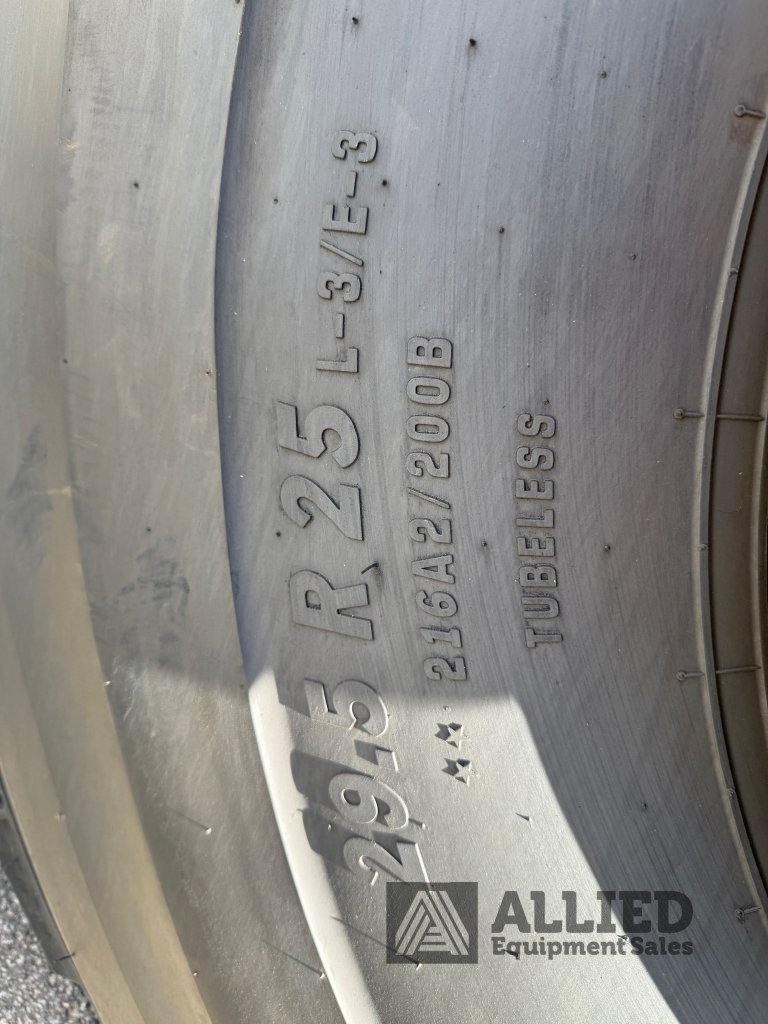 29.5 R 25 L-3/E-3
★★ 216A2/200B
TUBELESS
ALLIED
Equipment Sales